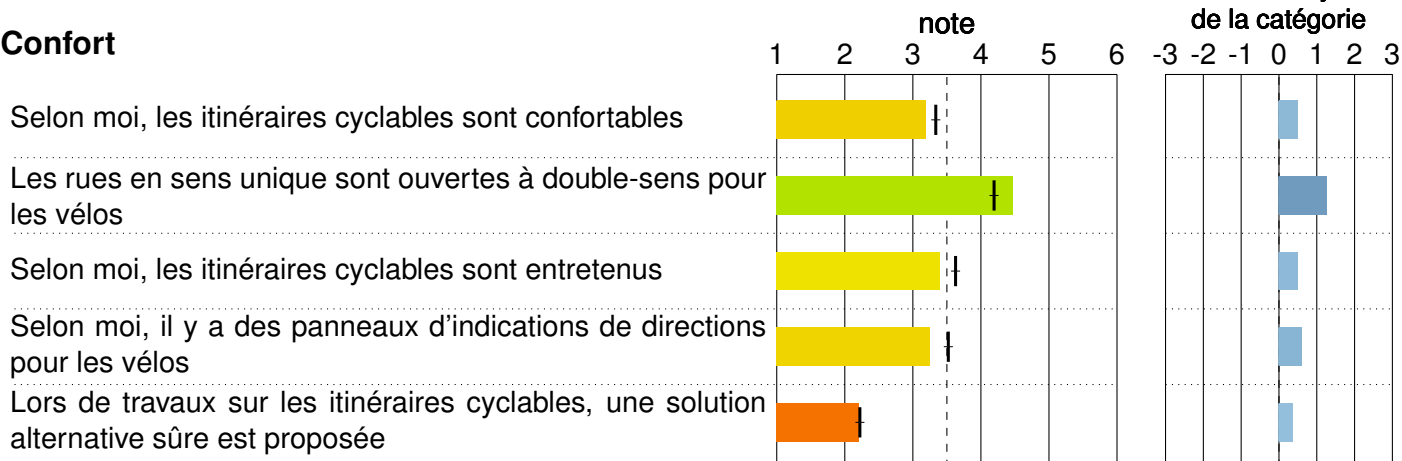 note
de la catégorie
Confort
1 2 3 4 5 6
-3 -2 -1 0 1 2 3
Selon moi, les itinéraires cyclables sont confortables
Les rues en sens unique sont ouvertes à double-sens pour
les vélos
Selon moi, les itinéraires cyclables sont entretenus
Selon moi, il y a des panneaux d'indications de directions
pour les vélos
Lors de travaux sur les itinéraires cyclables, une solution
alternative sûre est proposée